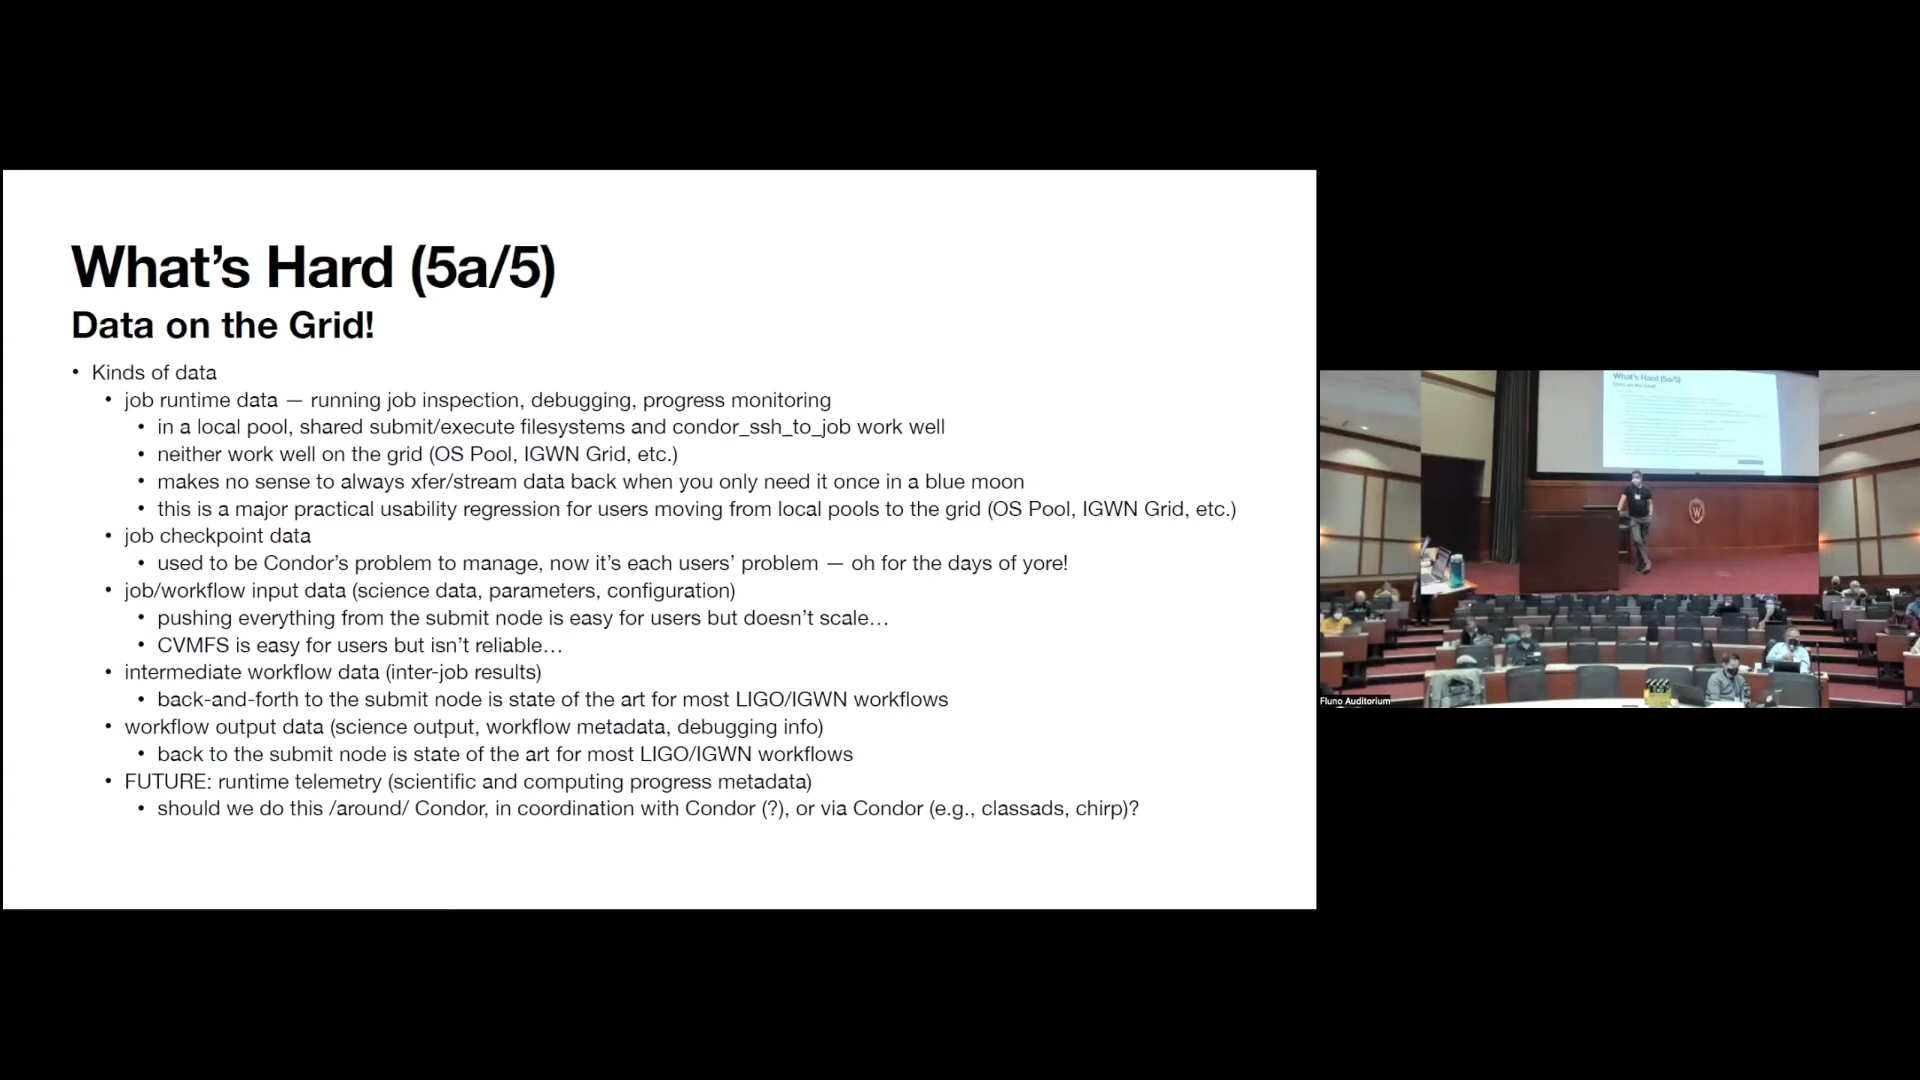 What's Hard (5a/5)
Data on the Grid!
• Kinds of data
• job runtime data — running job inspection, debugging, progress monitoring
• in a local pool, shared submit/execute filesystems and condor_ssh_to_job work well
• neither work well on the grid (OS Pool, IGWN Grid, etc.)
• makes no sense to always xfer/stream data back when you only need it once in a blue moon
• this is a major practical usability regression for users moving from local pools to the grid (OS Pool, IGWN Grid, etc.)
• job checkpoint data
• used to be Condor's problem to manage, now it's each users' problem — oh for the days of yore!
• job/workflow input data (science data, parameters, configuration)
• pushing everything from the submit node is easy for users but doesn't scale…
• CVMFS is easy for users but isn't reliable…
• intermediate workflow data (inter-job results)
• back-and-forth to the submit node is state of the art for most LIGO/IGWN workflows
• workflow output data (science output, workflow metadata, debugging info)
• back to the submit node is state of the art for most LIGO/IGWN workflows
• FUTURE: runtime telemetry (scientific and computing progress metadata)
• should we do this /around/ Condor, in coordination with Condor (?), or via Condor (e.g., classads, chirp)?
What's Hard (5a/5)
Data on the Grid!
W
Fluno Auditorium